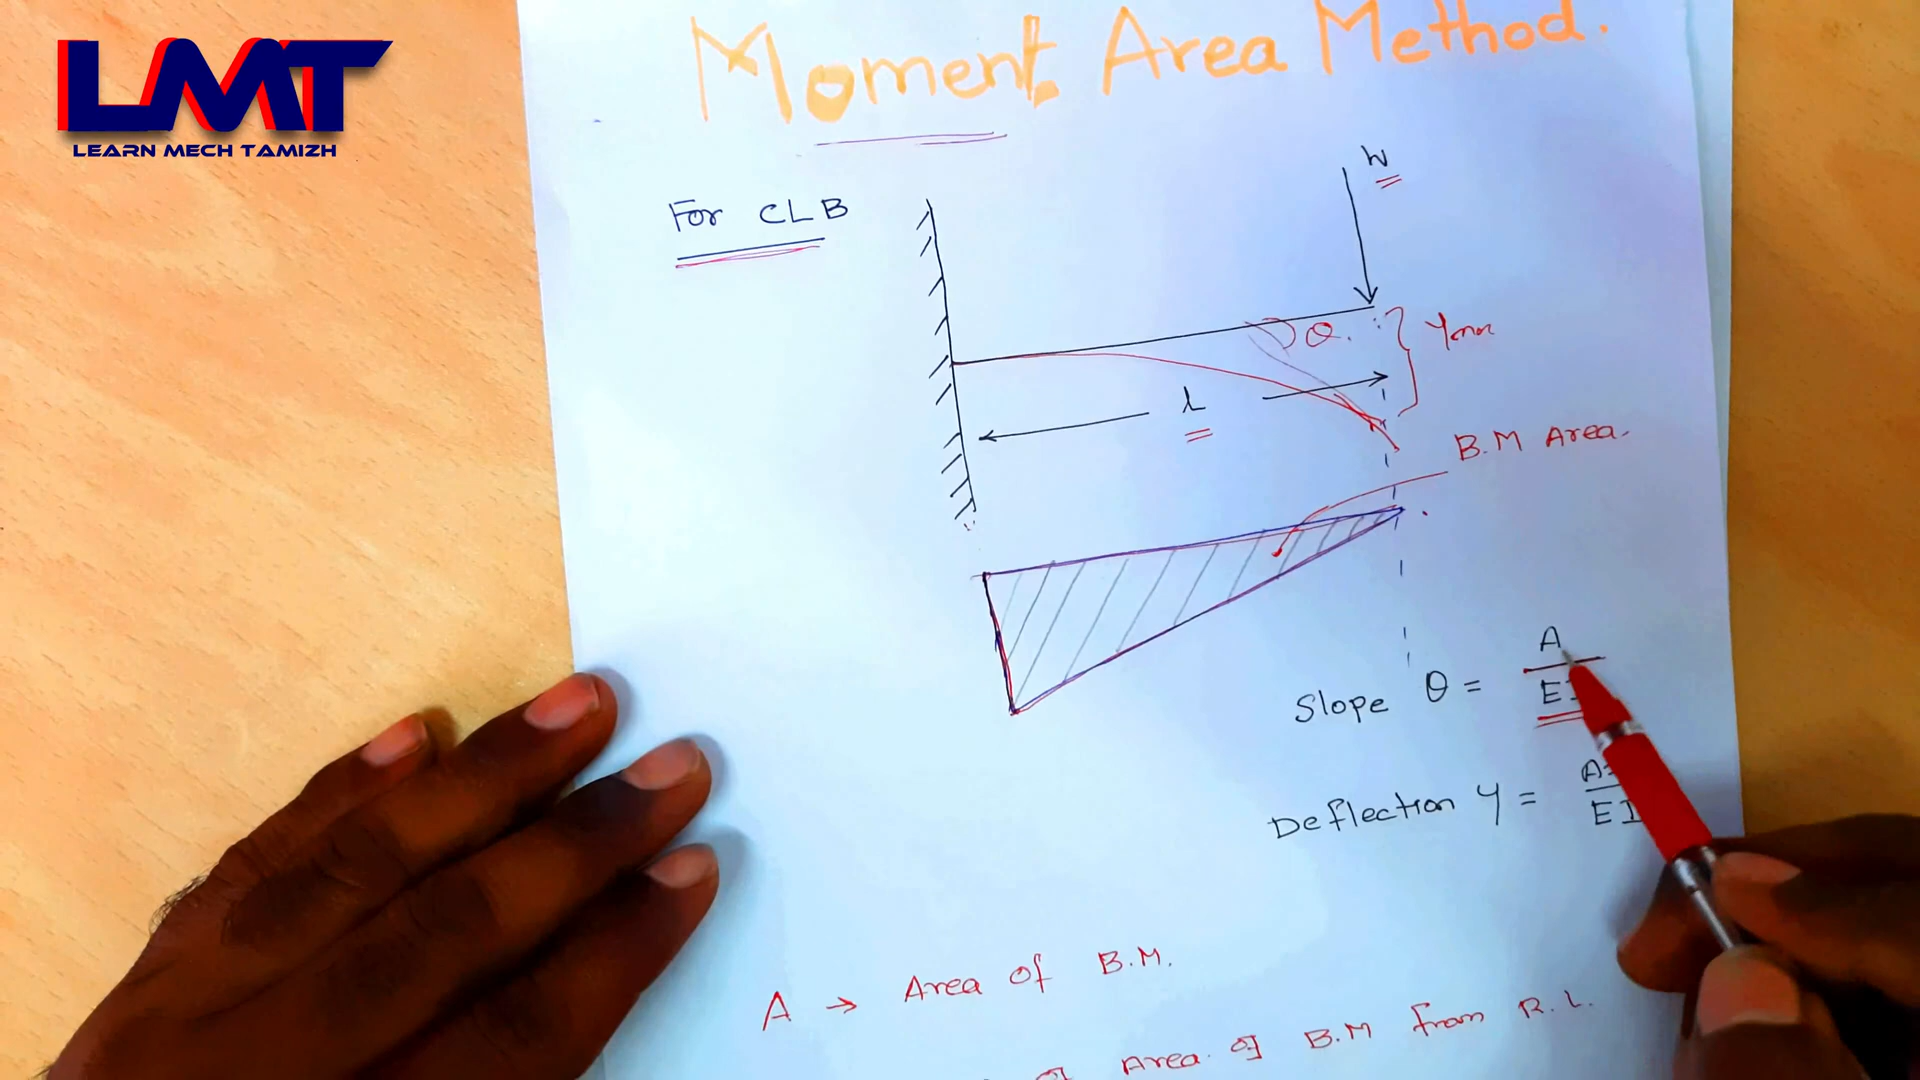 LMT
LEARN MECH TAMIZH
Moment Area Method.
For CLB
W
θ.
l
B.M Area.
Slope θ = A
EI
Deflection Y =
EI
A → Area of B.M.
of Area of B.M from R.L.